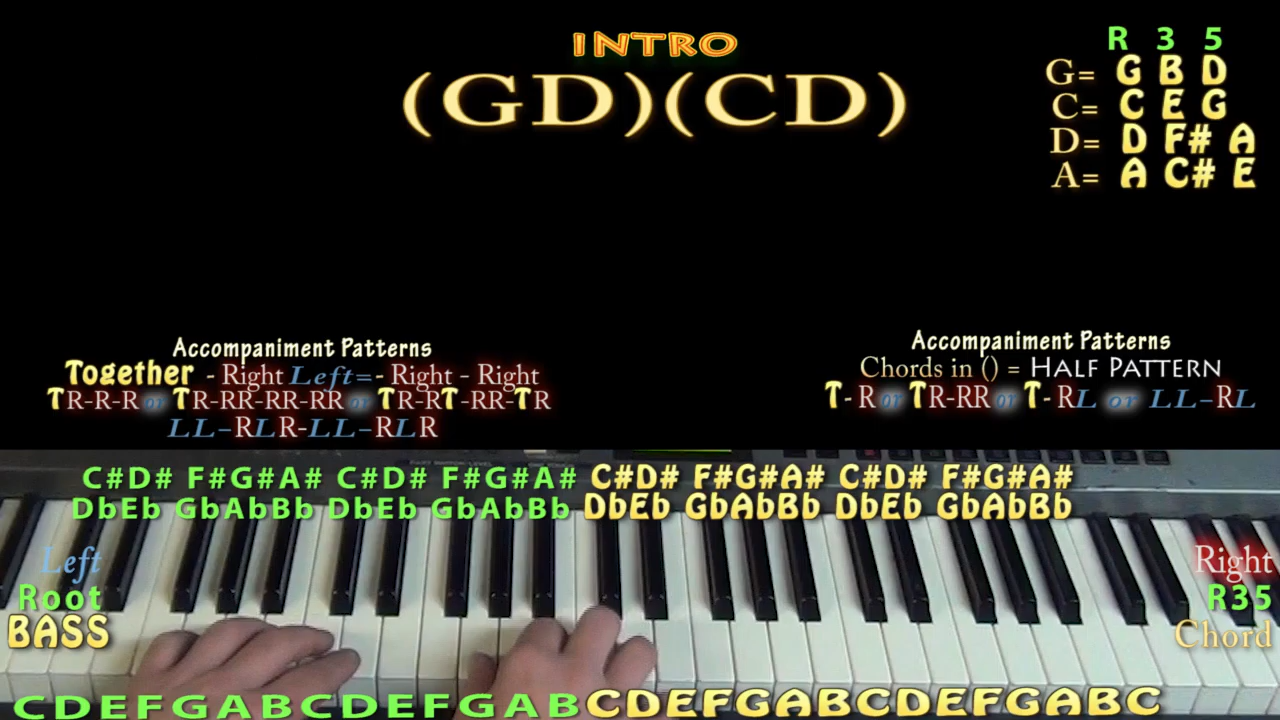 INTRO
(GD)(CD)
R 3 5
G= G B D
C= C E G
D= D F# A
A= A C# E
Accompaniment Patterns
Together - Right Left=- Right - Right
TR-R-R or TR-RR-RR-RR or TR-RT-RR-TR
LL-RLR-LL-RLR
Accompaniment Patterns
Chords in () = HALF PATTERN
T- R or TR-RR or T- RL or LL-RL
C#D# F#G#A# C#D# F#G#A# C#D# F#G#A# C#D# F#G#A#
DbEb GbAbBb DbEb GbAbBb DbEb GbAbBb DbEb GbAbBb
Left
Root
BASS
Right
R35
Chord
CDEFGABCDEFGABCDEFGABCDEFGABC